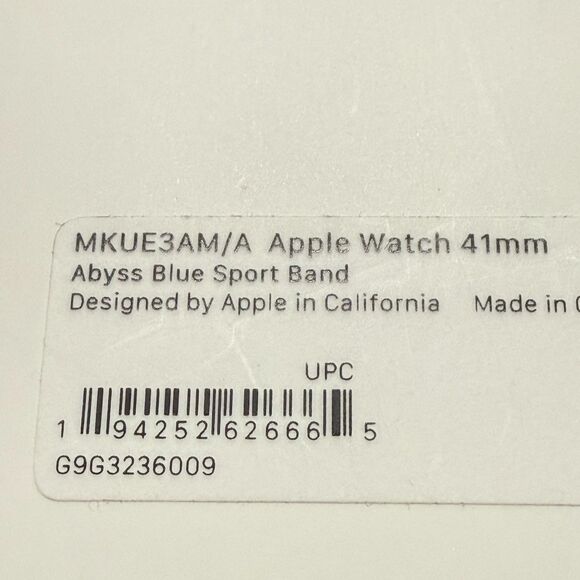 MKUE3AM/A Apple Watch 41mm
Abyss Blue Sport Band
Designed by Apple in California Made in
UPC
1 94252 62666 5
G9G3236009